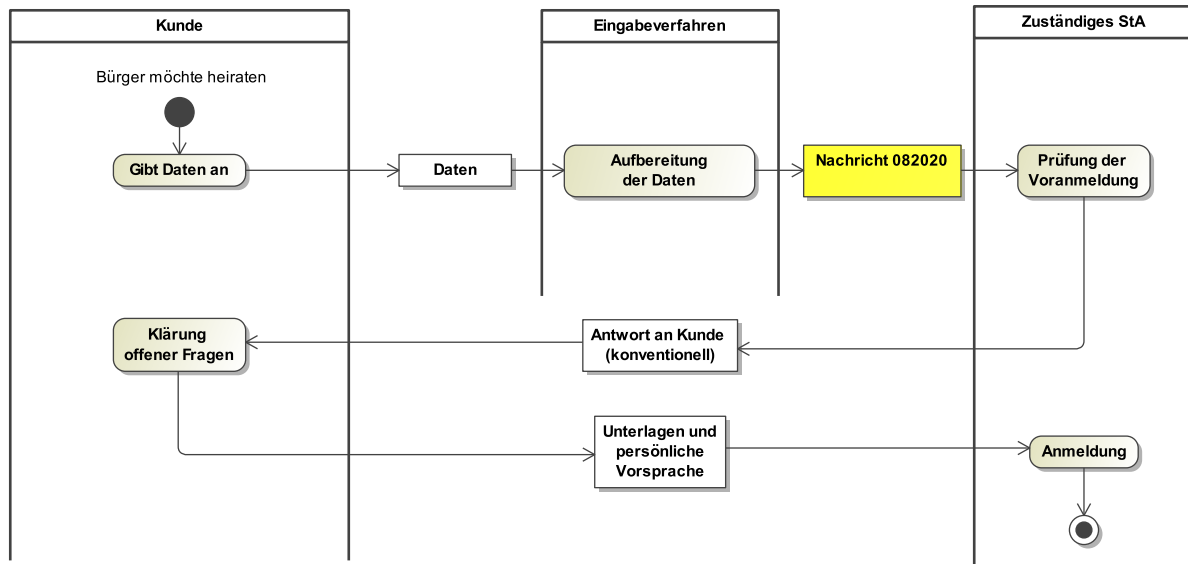 Kunde
Eingabeverfahren
Zuständiges StA
Bürger möchte heiraten
Gibt Daten an
Daten
Aufbereitung
der Daten
Nachricht 082020
Prüfung der
Voranmeldung
Klärung
offener Fragen
Antwort an Kunde
(konventionell)
Unterlagen und
persönliche
Vorsprache
Anmeldung